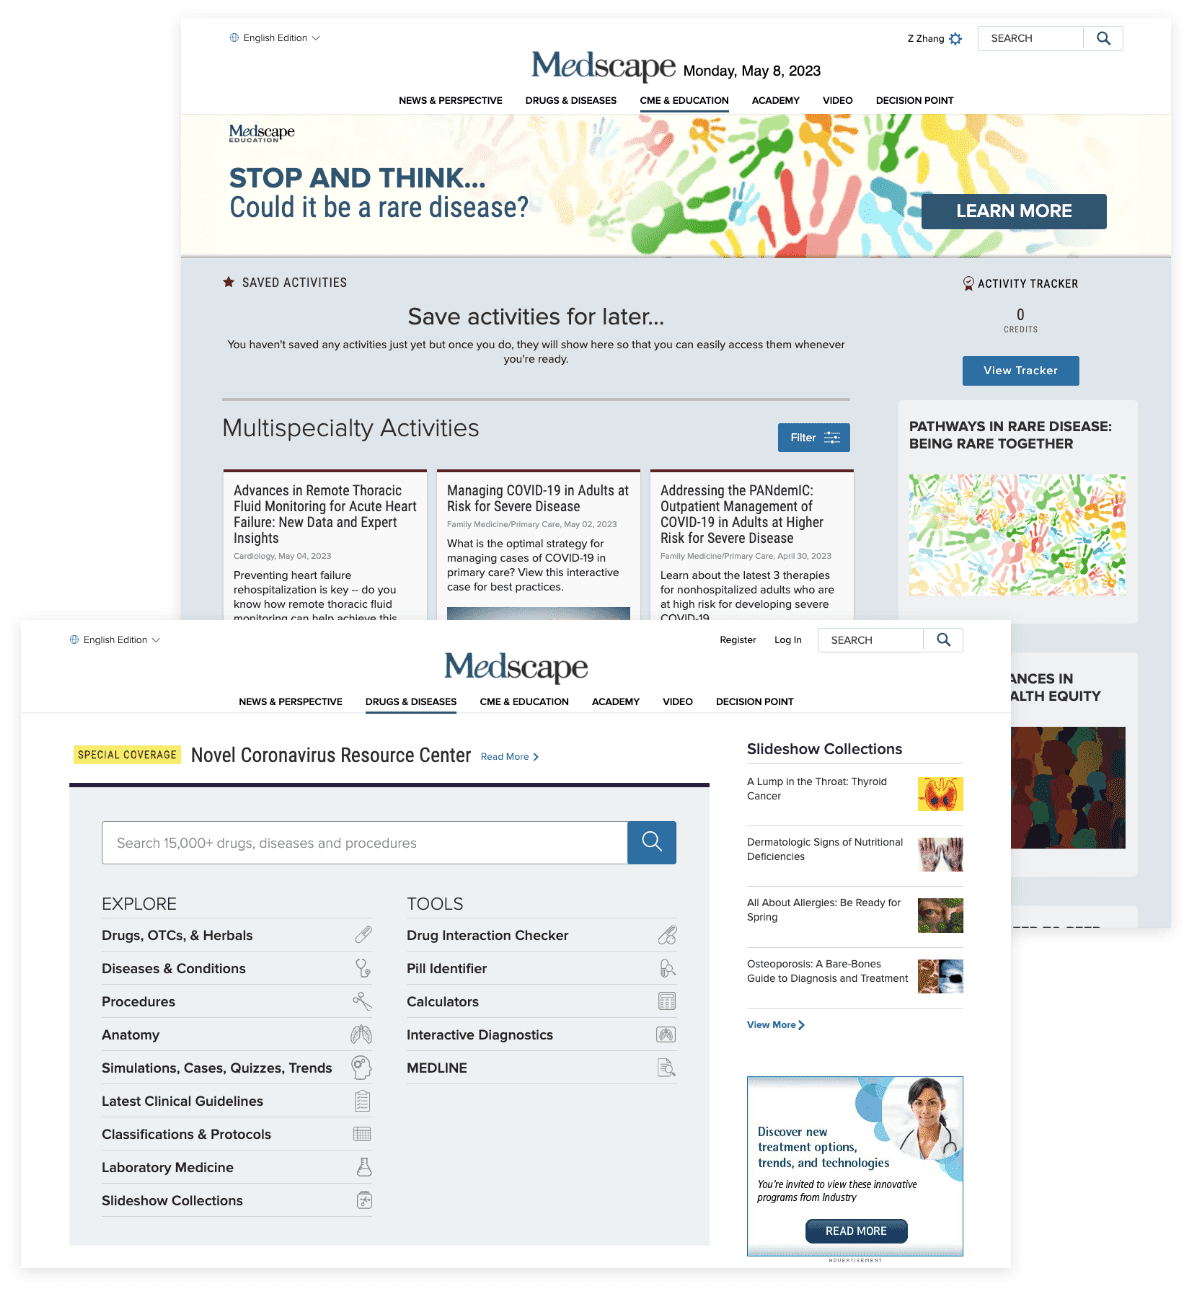 English Edition
Z Zhang
SEARCH
Medscape Monday, May 8, 2023
NEWS & PERSPECTIVE DRUGS & DISEASES CME & EDUCATION ACADEMY VIDEO DECISION POINT
Medscape
EDUCATION
STOP AND THINK...
Could it be a rare disease?
LEARN MORE
SAVED ACTIVITIES
Save activities for later...
You haven't saved any activities just yet but once you do, they will show here so that you can easily access them whenever
you're ready.
ACTIVITY TRACKER
0
CREDITS
View Tracker
Multispecialty Activities
Filter
Advances in Remote Thoracic
Fluid Monitoring for Acute Heart
Failure: New Data and Expert
Insights
Cardiology, May 04, 2023
Preventing heart failure
rehospitalization is key -- do you
know how remote thoracic fluid
monitoring can help achieve this
Managing COVID-19 in Adults at
Risk for Severe Disease
Family Medicine/Primary Care, May 02, 2023
What is the optimal strategy for
managing cases of COVID-19 in
primary care? View this interactive
case for best practices.
Addressing the PANdemIC:
Outpatient Management of
COVID-19 in Adults at Higher
Risk for Severe Disease
Family Medicine/Primary Care, April 30, 2023
Learn about the latest 3 therapies
for nonhospitalized adults who are
at high risk for developing severe
COVID-19.
PATHWAYS IN RARE DISEASE:
BEING RARE TOGETHER
ANCES IN
ALTH EQUITY
English Edition
Register
Log In
SEARCH
Medscape
NEWS & PERSPECTIVE DRUGS & DISEASES CME & EDUCATION ACADEMY VIDEO DECISION POINT
SPECIAL COVERAGE Novel Coronavirus Resource Center Read More
Search 15,000+ drugs, diseases and procedures
EXPLORE
Drugs, OTCs, & Herbals
Diseases & Conditions
Procedures
Anatomy
Simulations, Cases, Quizzes, Trends
Latest Clinical Guidelines
Classifications & Protocols
Laboratory Medicine
Slideshow Collections
TOOLS
Drug Interaction Checker
Pill Identifier
Calculators
Interactive Diagnostics
MEDLINE
Slideshow Collections
A Lump in the Throat: Thyroid
Cancer
Dermatologic Signs of Nutritional
Deficiencies
All About Allergies: Be Ready for
Spring
Osteoporosis: A Bare-Bones
Guide to Diagnosis and Treatment
View More
Discover new
treatment options,
trends, and technologies
You're invited to view these innovative
programs from Industry
READ MORE
ADVERTISEMENT